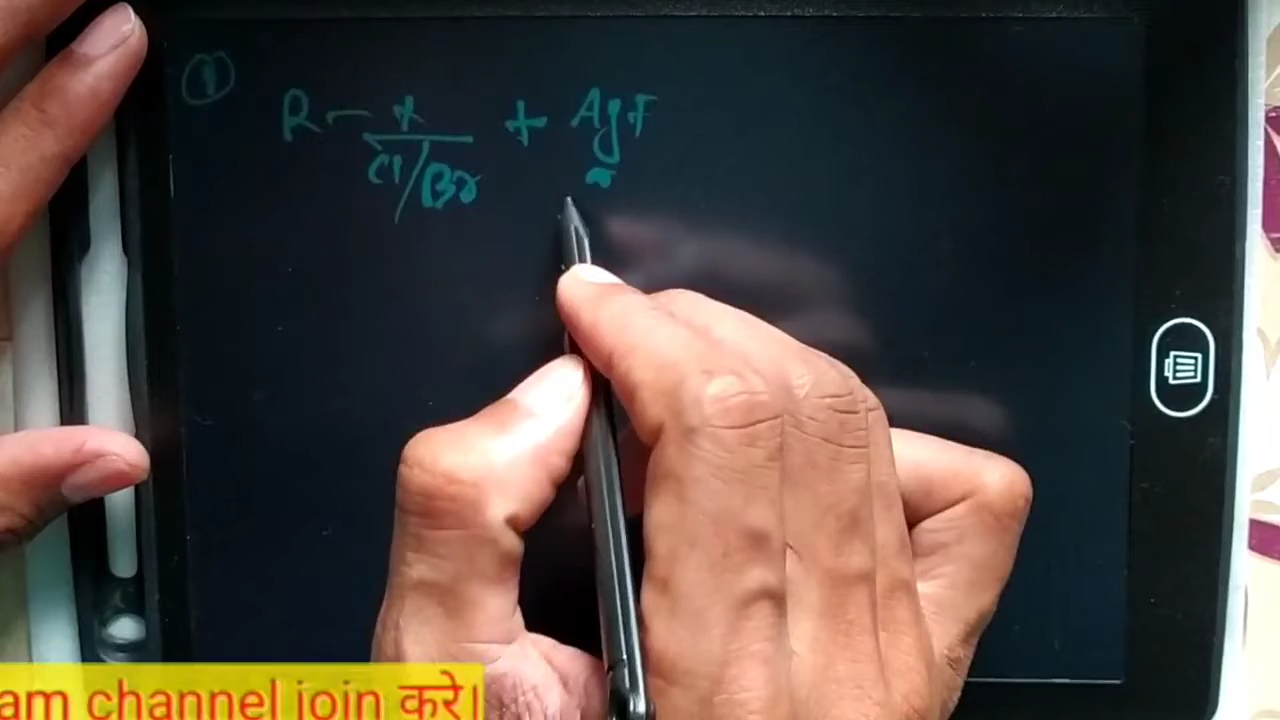 ① R - X + AgF
Cl/Br
am channel join करे।